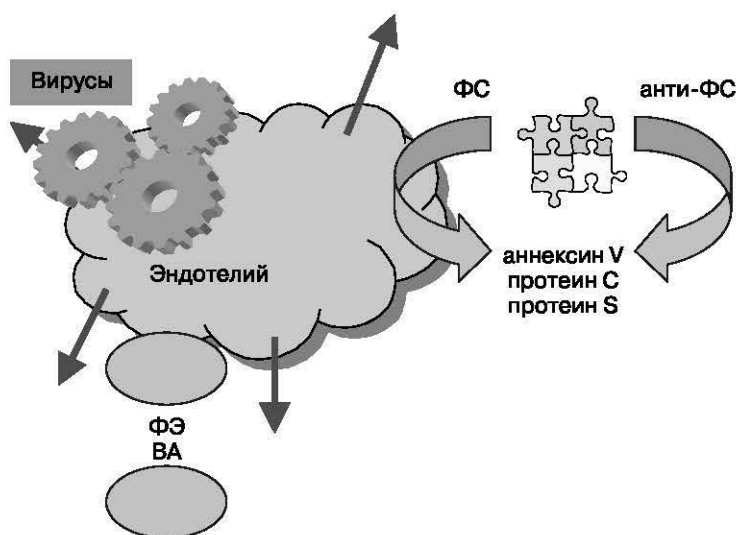 Вирусы
ФС
анти-ФС
аннексин V
протеин С
протеин S
Эндотелий
ФЭ
ВА